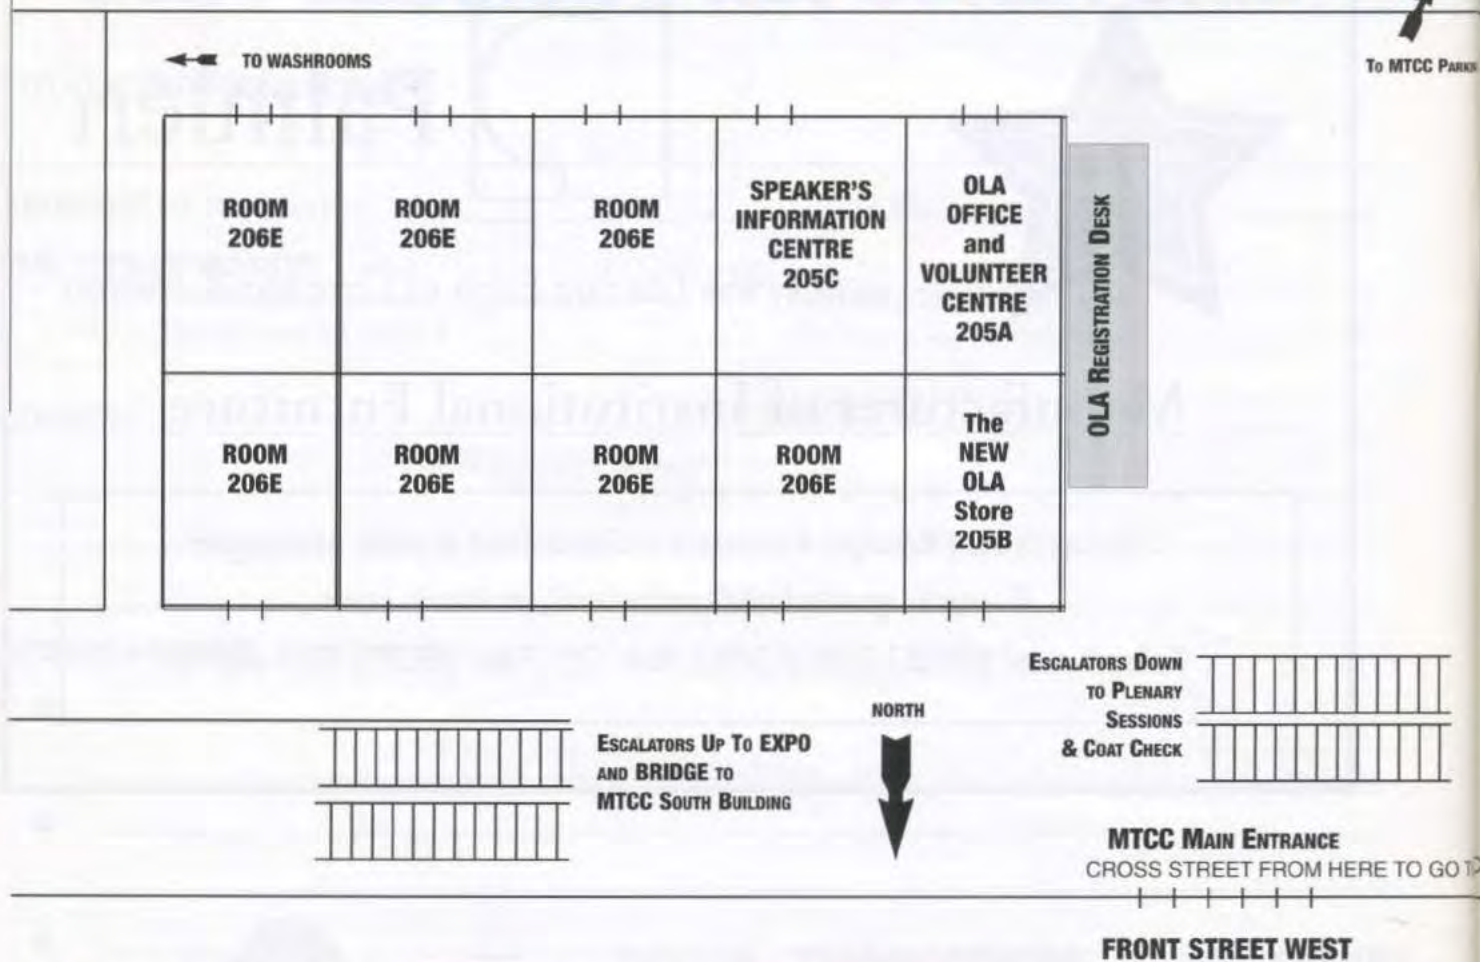 TO WASHROOMS
TO MTCC PARKIN
ROOM
206E
ROOM
206E
ROOM
206E
SPEAKER'S
INFORMATION
CENTRE
205C
OLA
OFFICE
and
VOLUNTEER
CENTRE
205A
OLA REGISTRATION DESK
ROOM
206E
ROOM
206E
ROOM
206E
ROOM
206E
The
NEW
OLA
Store
205B
ESCALATORS UP TO EXPO
AND BRIDGE TO
MTCC SOUTH BUILDING
NORTH
ESCALATORS DOWN
TO PLENARY
SESSIONS
& COAT CHECK
MTCC MAIN ENTRANCE
CROSS STREET FROM HERE TO GO
FRONT STREET WEST